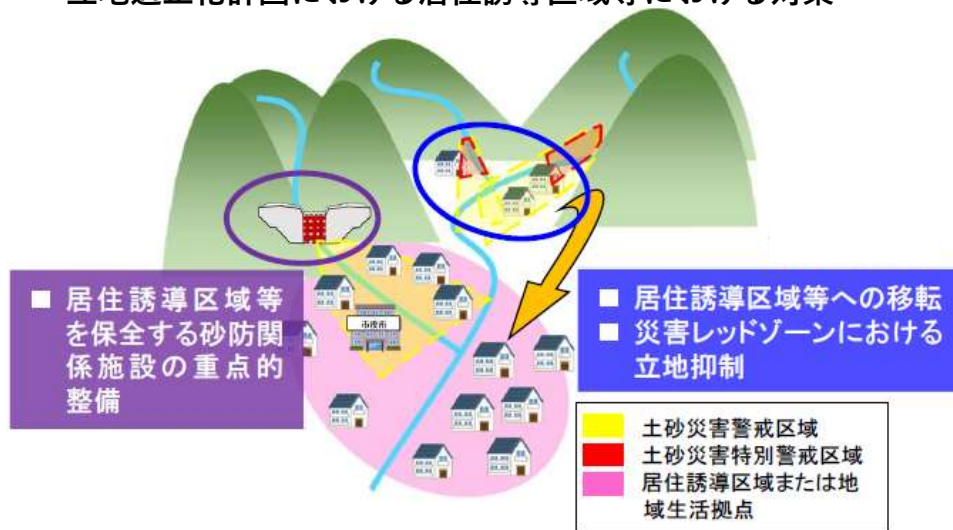 ■ 居住誘導区域等
を保全する砂防関
係施設の重点的
整備
市役所
■ 居住誘導区域等への移転
■ 災害レッドゾーンにおける
立地抑制
土砂災害警戒区域
土砂災害特別警戒区域
居住誘導区域または地
域生活拠点